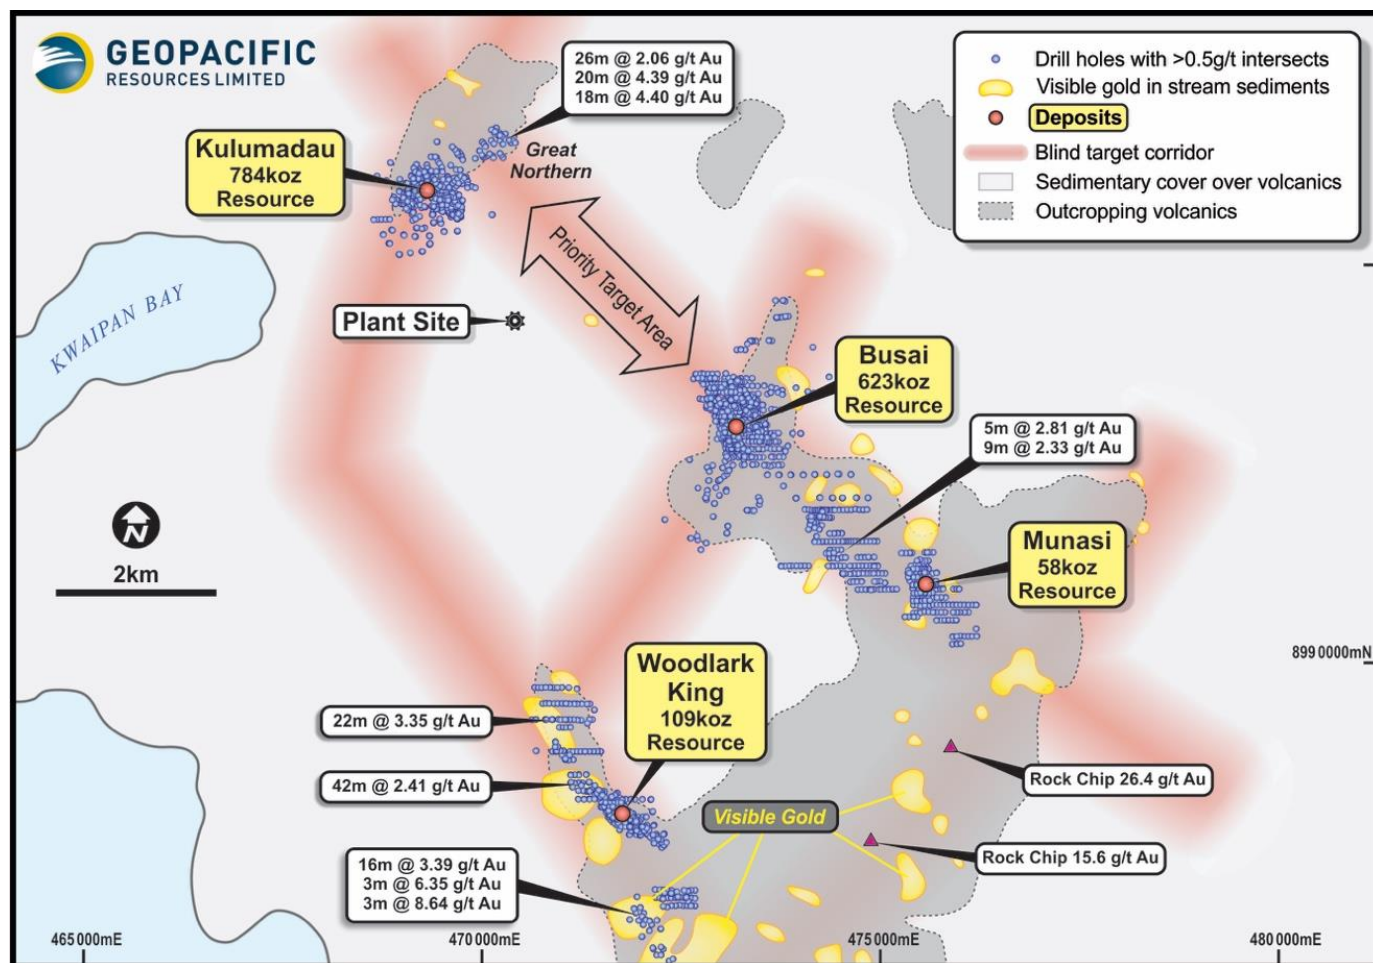 GEOPACIFIC
RESOURCES LIMITED
26m @ 2.06 g/t Au
20m @ 4.39 g/t Au
18m @ 4.40 g/t Au
Drill holes with >0.5g/t intersects
Visible gold in stream sediments
Deposits
Blind target corridor
Sedimentary cover over volcanics
Outcropping volcanics
Kulumadau
784koz
Resource
Great
Northern
KWAIPAN BAY
Plant Site
Priority Target Area
Busai
623koz
Resource
5m @ 2.81 g/t Au
9m @ 2.33 g/t Au
N
2km
Munasi
58koz
Resource
899 0000mN
Woodlark
King
109koz
Resource
22m @ 3.35 g/t Au
42m @ 2.41 g/t Au
Rock Chip 26.4 g/t Au
Visible Gold
Rock Chip 15.6 g/t Au
16m @ 3.39 g/t Au
3m @ 6.35 g/t Au
3m @ 8.64 g/t Au
465 000mE
470 000mE
475 000mE
480 000mE